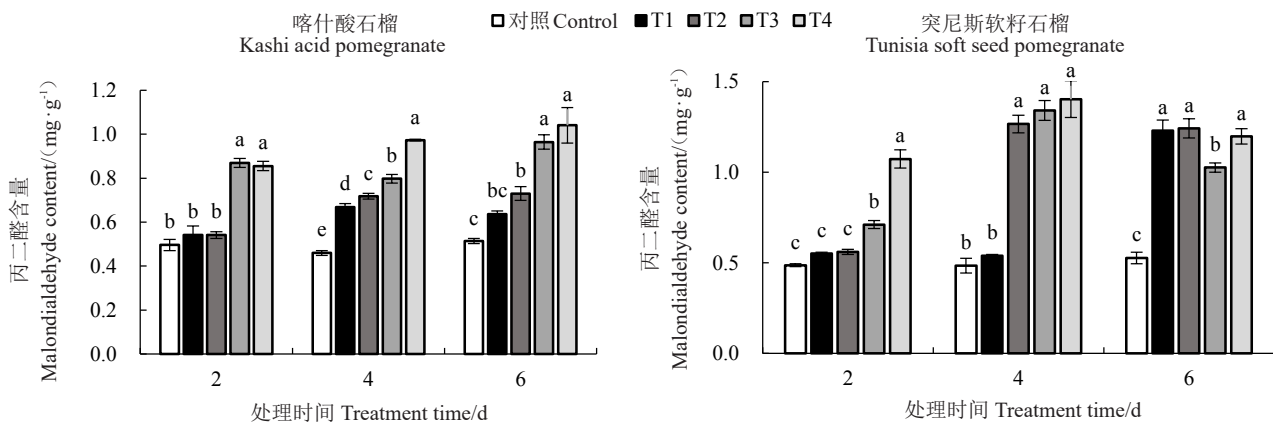 喀什酸石榴
Kashi acid pomegranate
对照 Control T1 T2 T3 T4
突尼斯软籽石榴
Tunisia soft seed pomegranate
丙二醛含量
Malondialdehyde content/(mg·g⁻¹)
1.2
1.0
0.8
0.6
0.4
0.2
0.0
b b b a a
e d c b a
c bc b a a
2 4 6
处理时间 Treatment time/d
丙二醛含量
Malondialdehyde content/(mg·g⁻¹)
1.5
1.0
0.5
0.0
c c c b a
b b a a a
c a a b a
2 4 6
处理时间 Treatment time/d